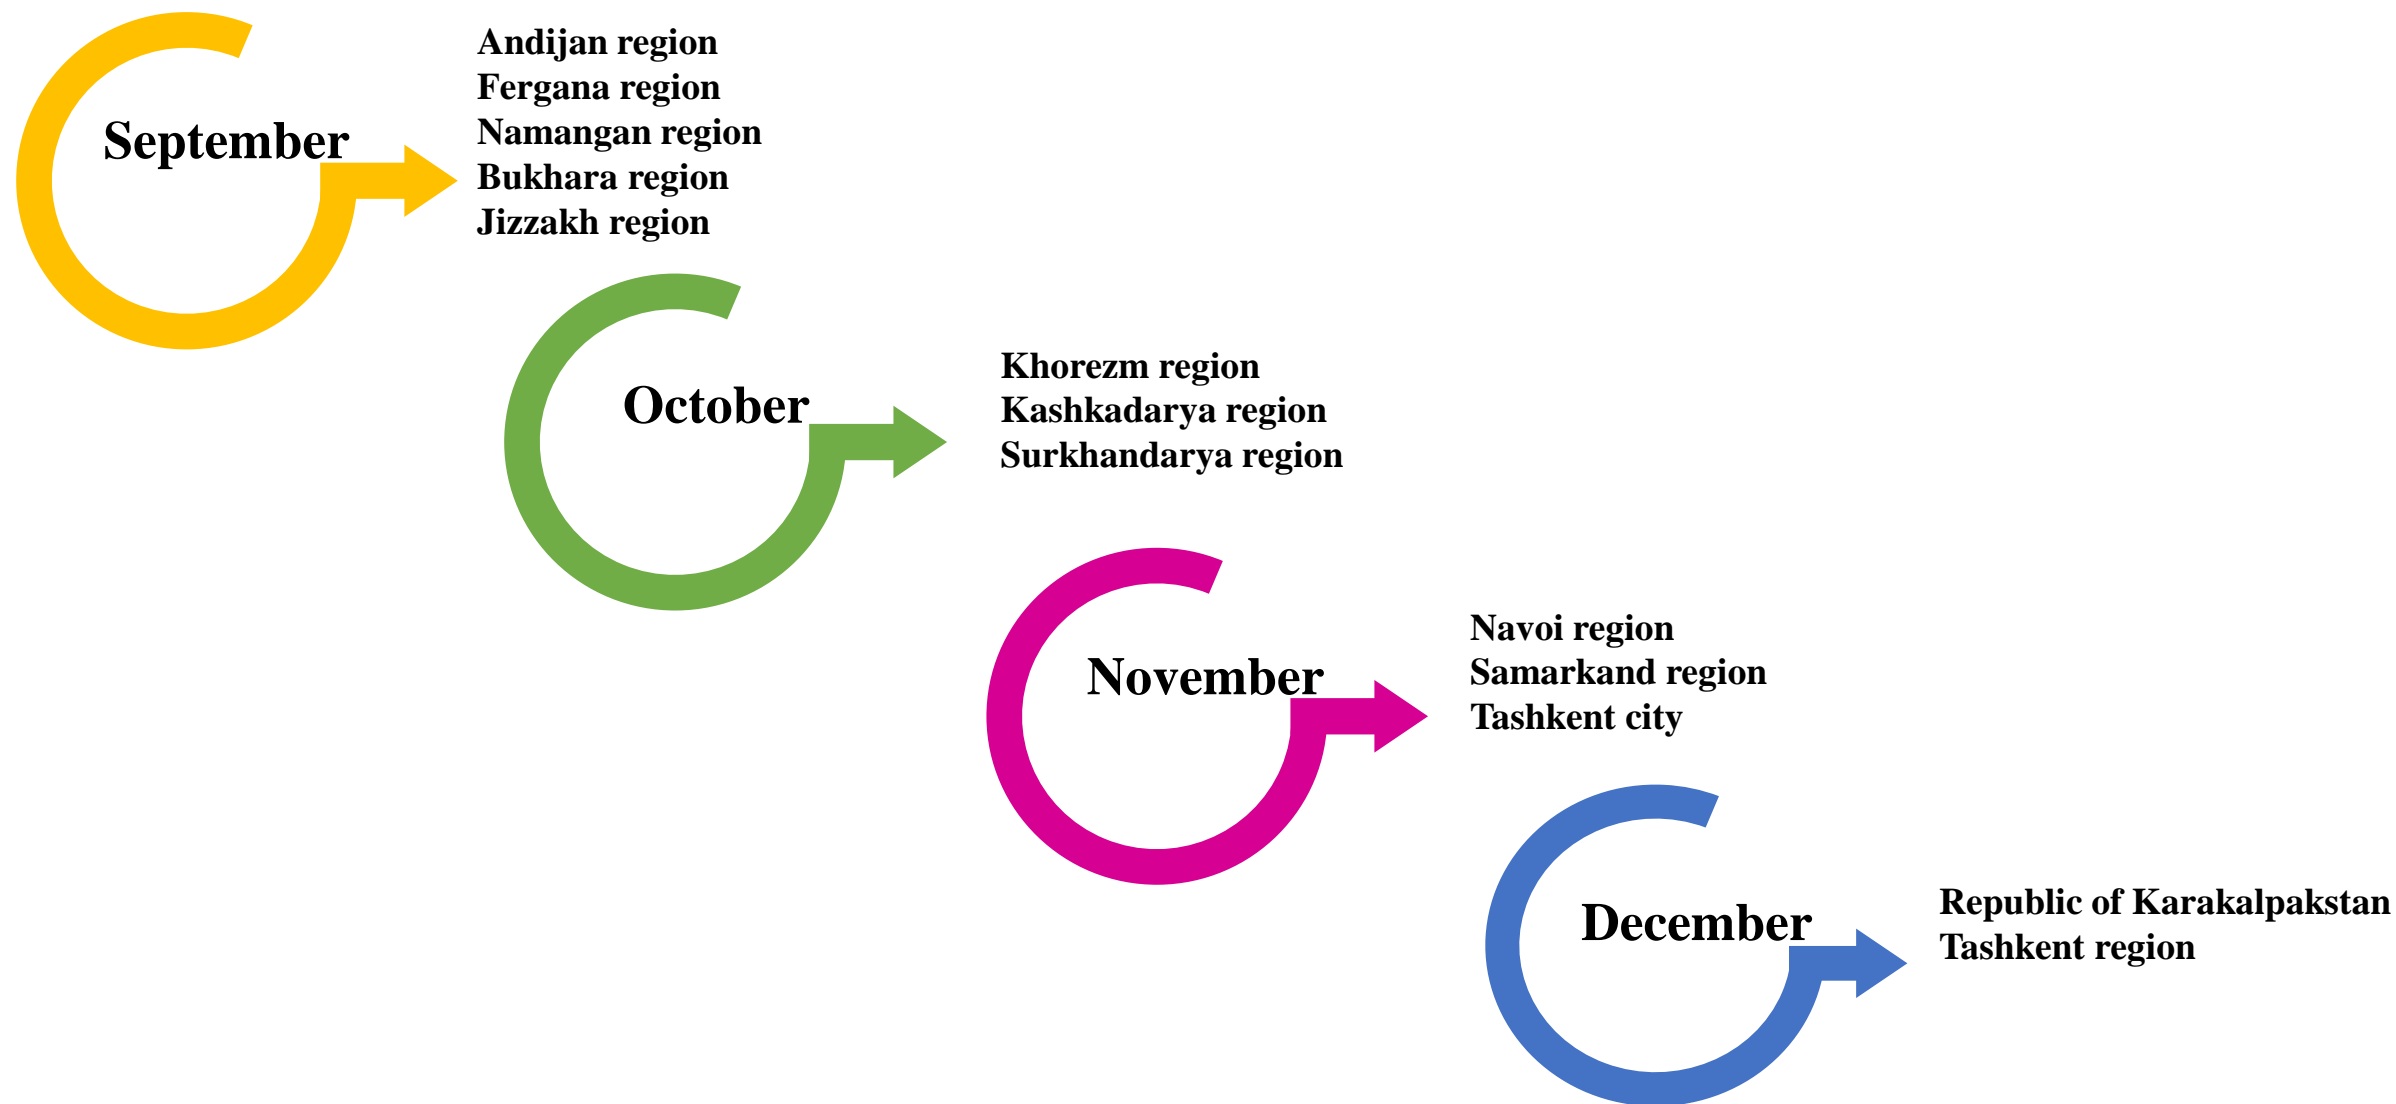 September
Andijan region
Fergana region
Namangan region
Bukhara region
Jizzakh region
October
Khorezm region
Kashkadarya region
Surkhandarya region
November
Navoi region
Samarkand region
Tashkent city
December
Republic of Karakalpakstan
Tashkent region